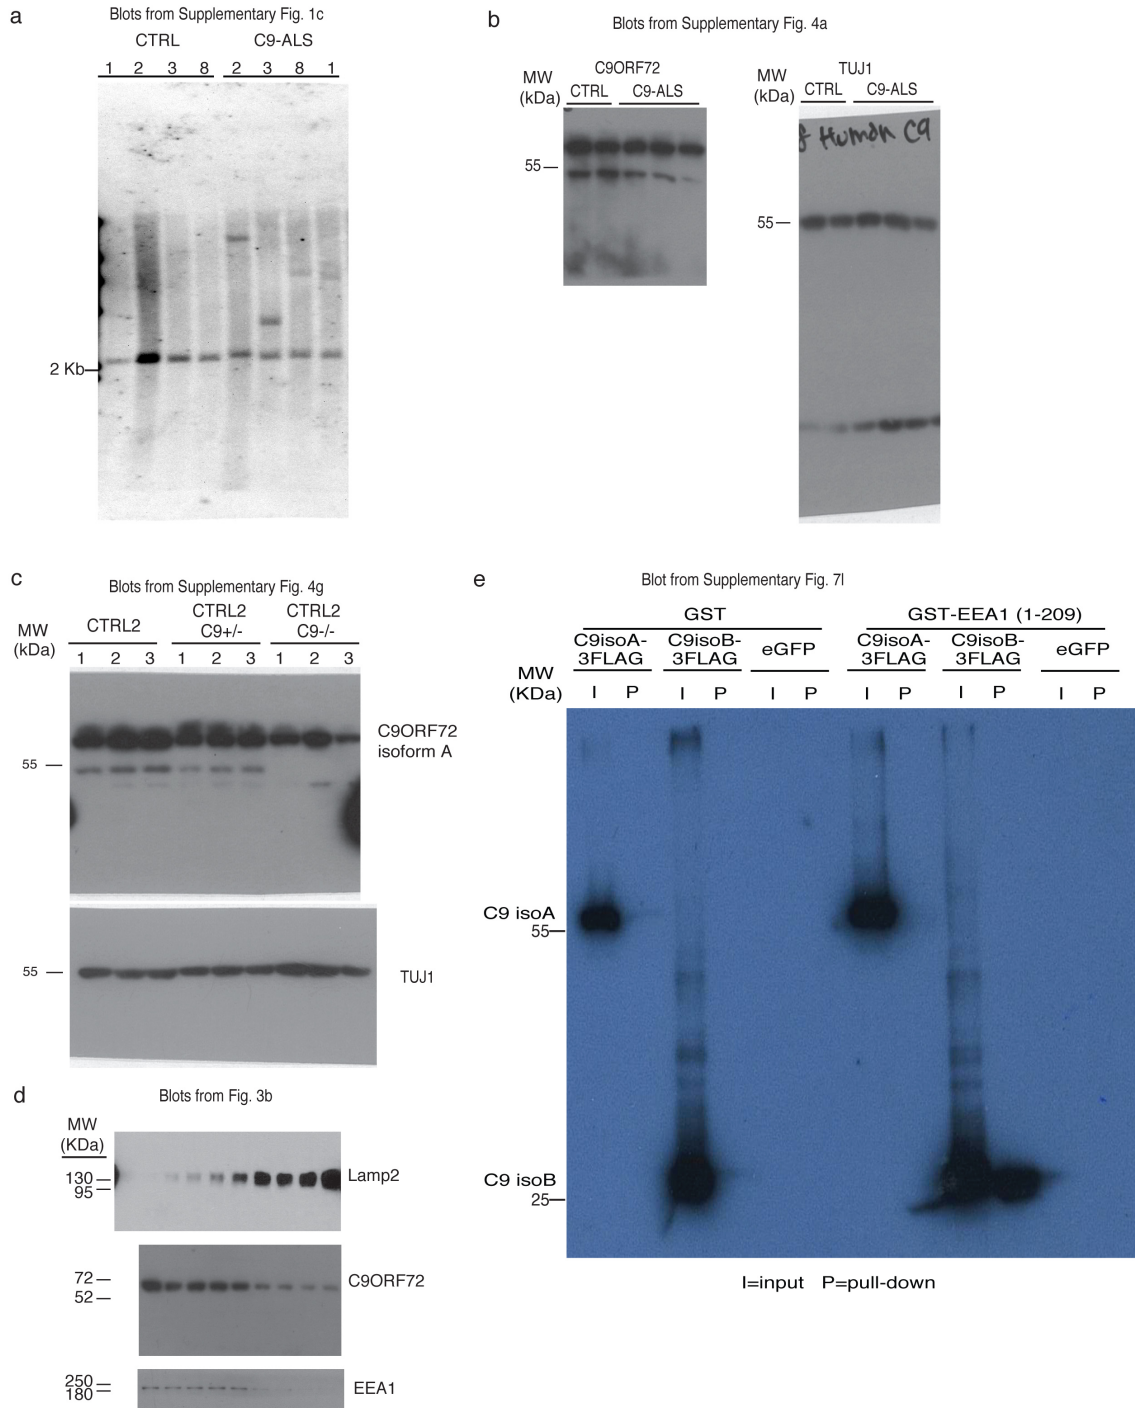 a
Blots from Supplementary Fig. 1c
CTRL C9-ALS
1 2 3 8 2 3 8 1
2 Kb
b
Blots from Supplementary Fig. 4a
C9ORF72
MW
(kDa)
CTRL C9-ALS
55
TUJ1
MW
(kDa)
CTRL C9-ALS
Human C9
55
c
Blots from Supplementary Fig. 4g
MW
(kDa)
CTRL2
CTRL2
C9+/-
CTRL2
C9-/-
1 2 3 1 2 3 1 2 3
C9ORF72
isoform A
55
55
TUJ1
d
Blots from Fig. 3b
MW
(KDa)
130
95
Lamp2
72
52
C9ORF72
250
180
EEA1
e
Blot from Supplementary Fig. 7l
GST GST-EEA1 (1-209)
C9isoA-
3FLAG
C9isoB-
3FLAG
eGFP
C9isoA-
3FLAG
C9isoB-
3FLAG
eGFP
MW
(KDa)
I P I P I P I P I P I P
C9 isoA
55
C9 isoB
25
I=input P=pull-down